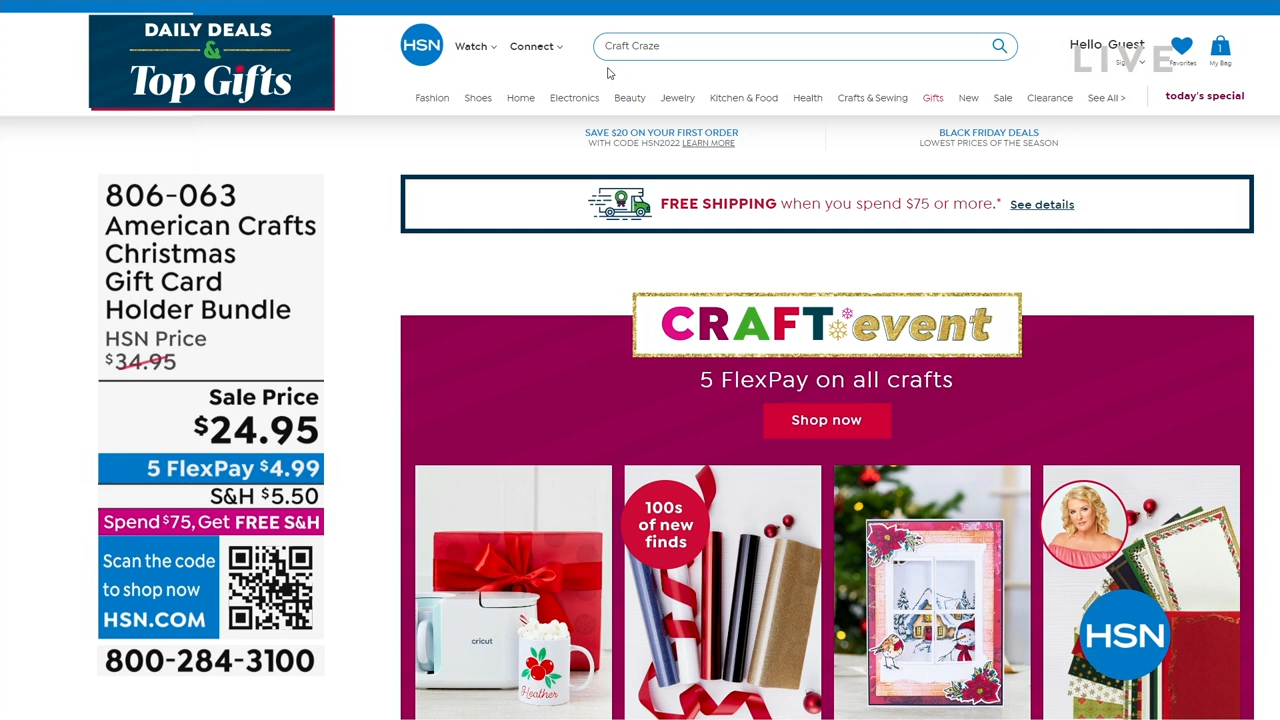 DAILY DEALS
&
Top Gifts
HSN
Watch
Connect
Craft Craze
Hello, Guest
LIVE
Favorites
1
My Bag
Fashion
Shoes
Home
Electronics
Beauty
Jewelry
Kitchen & Food
Health
Crafts & Sewing
Gifts
New
Sale
Clearance
See All >
today's special
SAVE $20 ON YOUR FIRST ORDER
WITH CODE HSN2022 LEARN MORE
BLACK FRIDAY DEALS
LOWEST PRICES OF THE SEASON
FREE SHIPPING when you spend $75 or more.* See details
806-063
American Crafts
Christmas
Gift Card
Holder Bundle
HSN Price
$34.95
Sale Price
$24.95
5 FlexPay $4.99
S&H $5.50
Spend $75, Get FREE S&H
Scan the code
to shop now
HSN.COM
800-284-3100
CRAFT event
5 FlexPay on all crafts
Shop now
cricut
Heather
100s
of new
finds
HSN